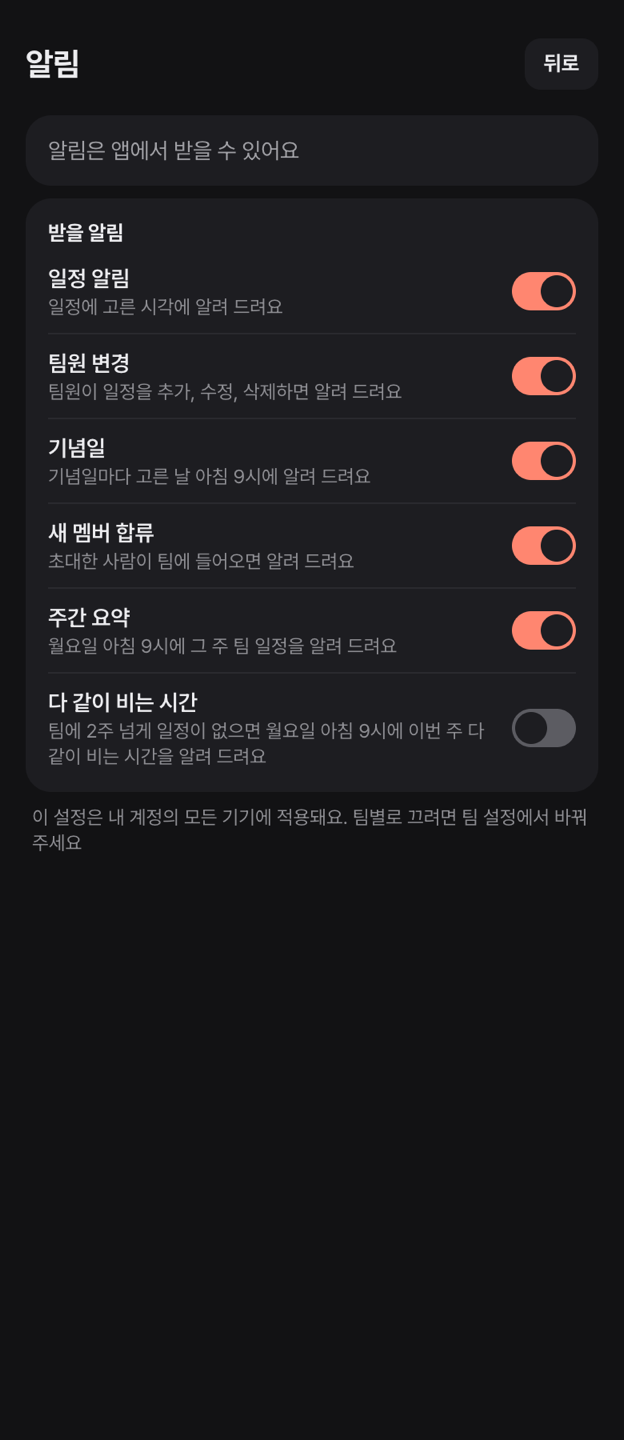 알림
뒤로
알림은 앱에서 받을 수 있어요
받을 알림
일정 알림
일정에 고른 시각에 알려 드려요
팀원 변경
팀원이 일정을 추가, 수정, 삭제하면 알려 드려요
기념일
기념일마다 고른 날 아침 9시에 알려 드려요
새 멤버 합류
초대한 사람이 팀에 들어오면 알려 드려요
주간 요약
월요일 아침 9시에 그 주 팀 일정을 알려 드려요
다 같이 비는 시간
팀에 2주 넘게 일정이 없으면 월요일 아침 9시에 이번 주 다
같이 비는 시간을 알려 드려요
이 설정은 내 계정의 모든 기기에 적용돼요. 팀별로 끄려면 팀 설정에서 바꿔
주세요